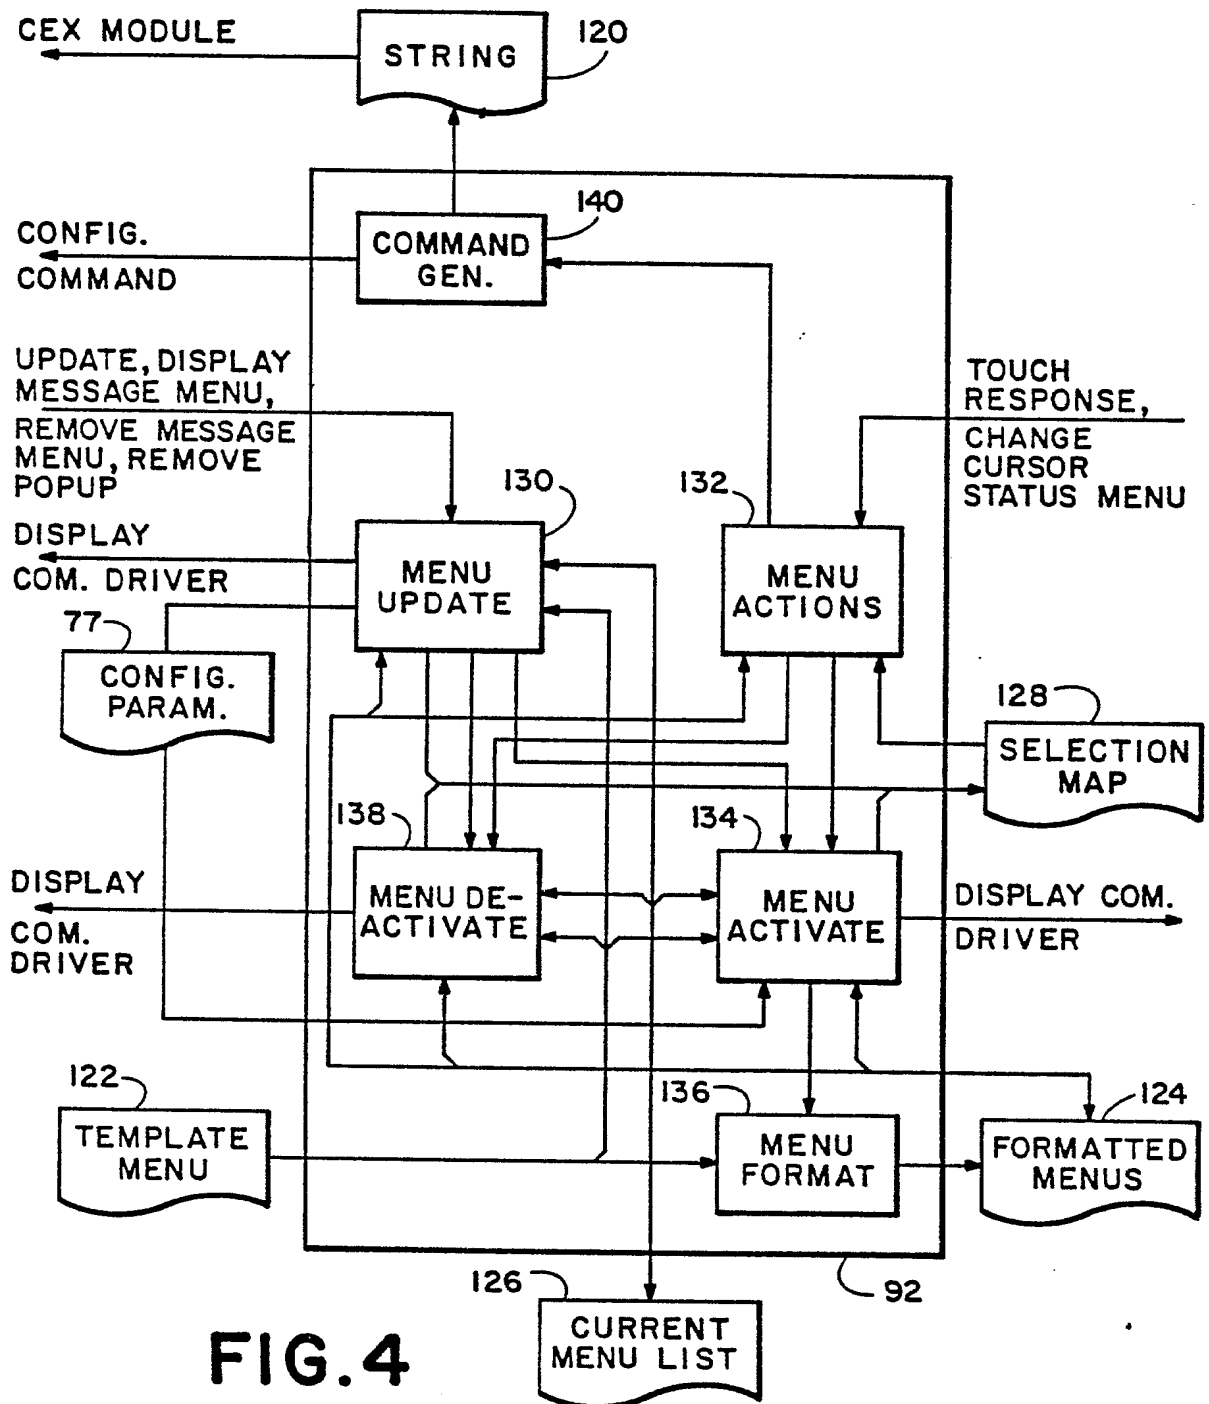 CEX MODULE
STRING
120
140
CONFIG.
COMMAND
COMMAND
GEN.
UPDATE, DISPLAY
MESSAGE MENU,
REMOVE MESSAGE
MENU, REMOVE
POPUP
TOUCH
RESPONSE,
CHANGE
CURSOR
STATUS MENU
130
132
DISPLAY
COM. DRIVER
MENU
UPDATE
MENU
ACTIONS
77
CONFIG.
PARAM.
128
SELECTION
MAP
138
134
DISPLAY
COM.
DRIVER
MENU DE-
ACTIVATE
MENU
ACTIVATE
DISPLAY COM.
DRIVER
122
TEMPLATE
MENU
136
MENU
FORMAT
124
FORMATTED
MENUS
92
126
CURRENT
MENU LIST
FIG. 4